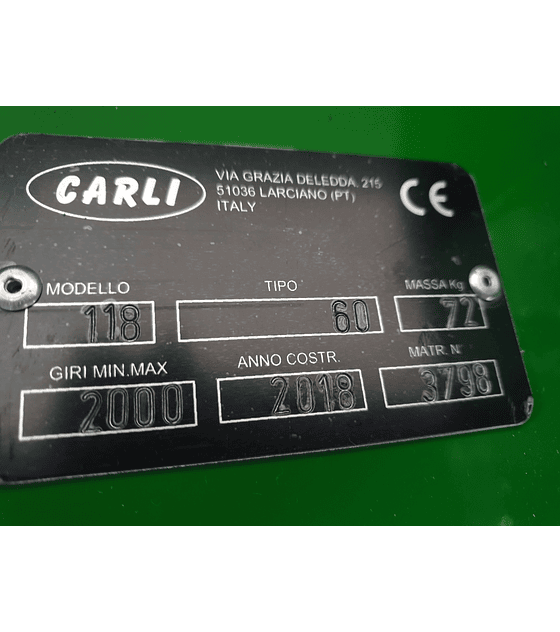 CARLI
VIA GRAZIA DELEDDA. 215
51036 LARCIANO (PT)
ITALY
MODELLO TIPO MASSA Kg
118 60 72
GIRI MIN.MAX ANNO COSTR. MATR. N°
2000 2018 3798